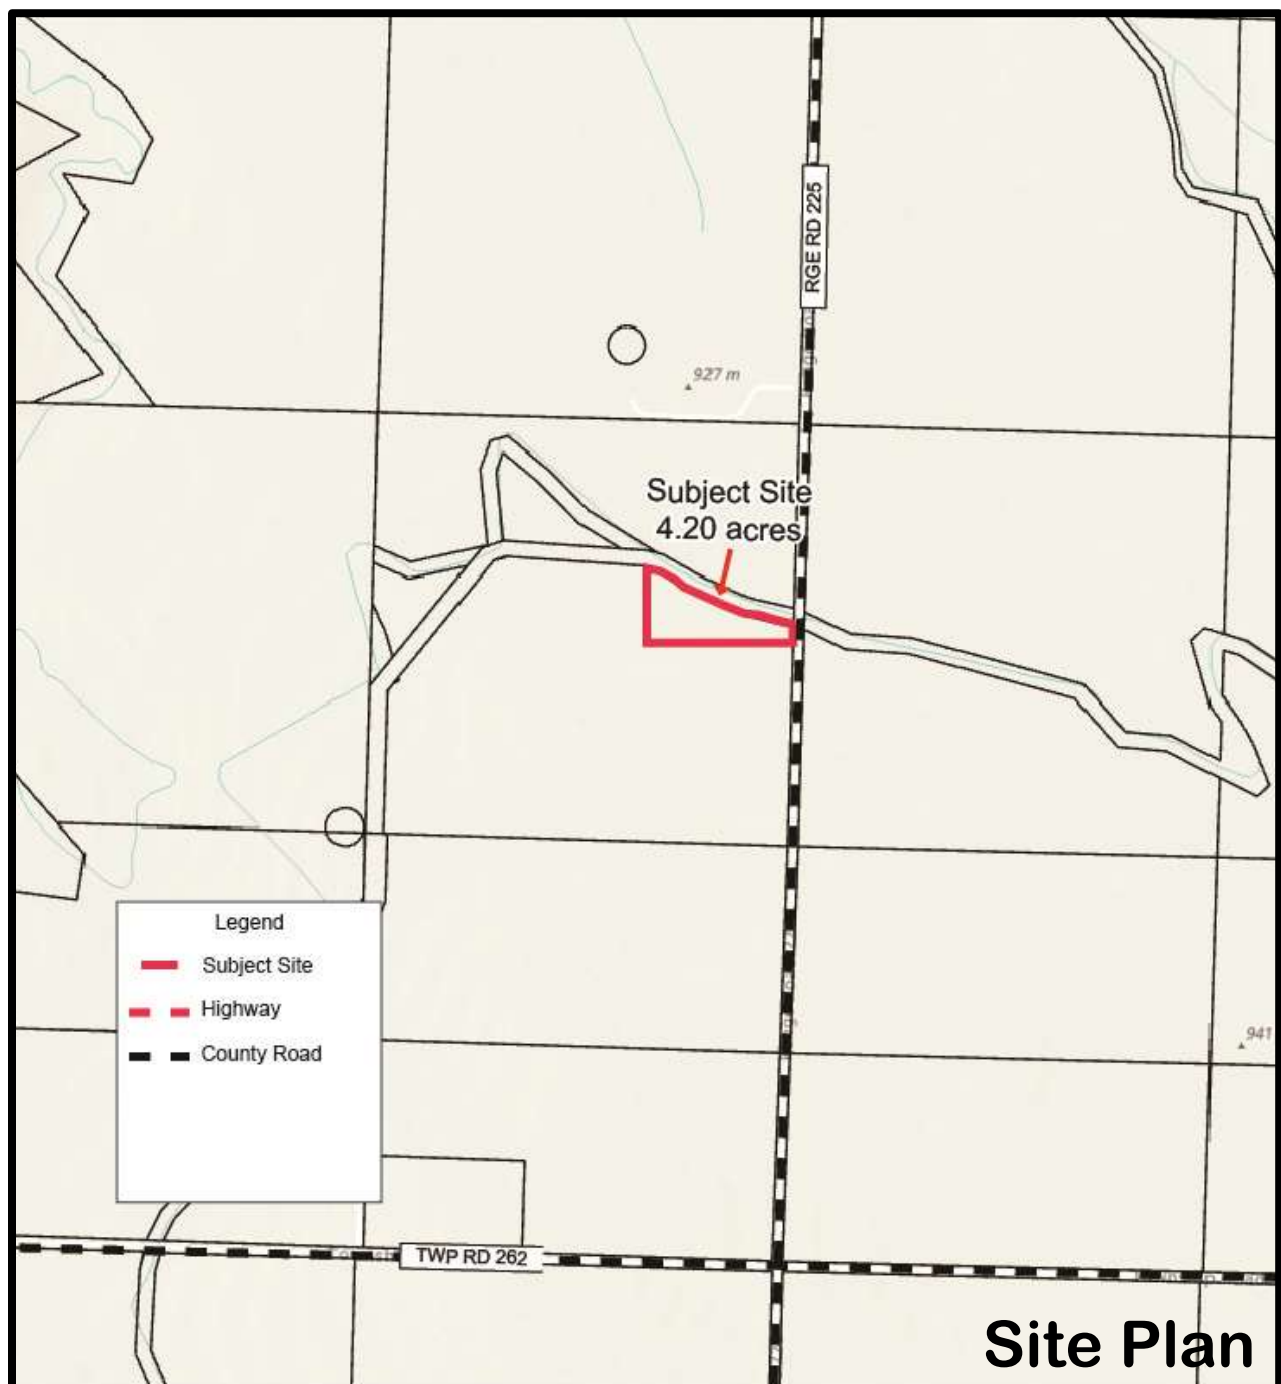 RGE RD 225
927 m
Subject Site
4.20 acres
Legend
Subject Site
Highway
County Road
941
TWP RD 262
Site Plan